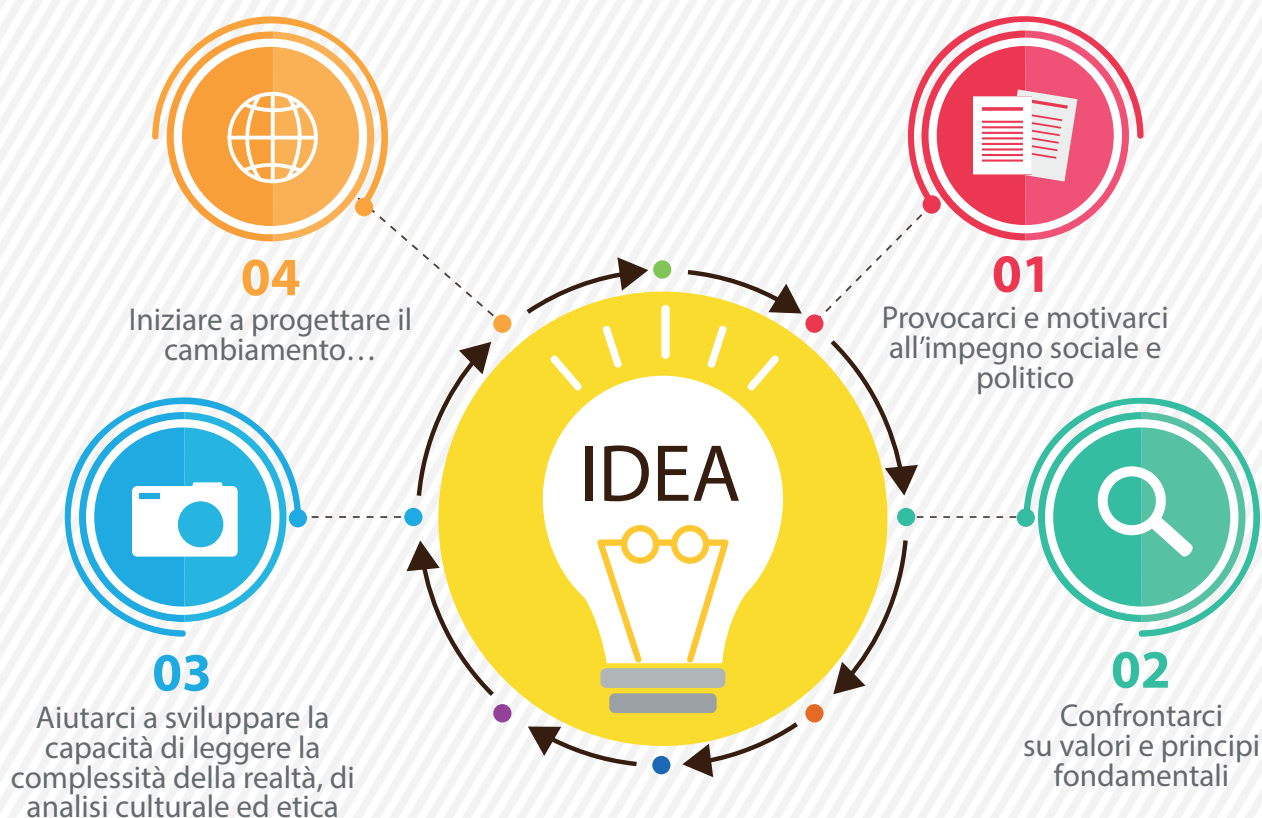 04
Iniziare a progettare il
cambiamento…
01
Provocarci e motivarci
all’impegno sociale e
politico
IDEA
03
Aiutarci a sviluppare la
capacità di leggere la
complessità della realtà, di
analisi culturale ed etica
02
Confrontarci
su valori e principi
fondamentali